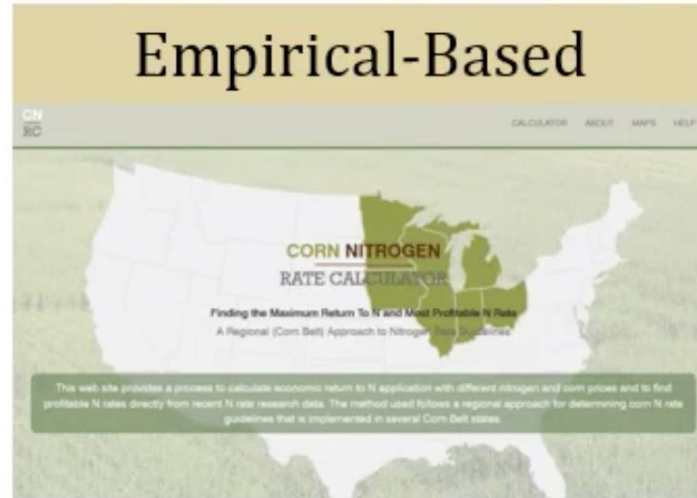 Empirical-Based
CN
RC
CALCULATOR ABOUT MAPS HELP
CORN NITROGEN
RATE CALCULATOR
Finding the Maximum Return To N and Most Profitable N Rate
A Regional (Corn Belt) Approach to Nitrogen Rate Guidelines
This web site provides a process to calculate economic return to N application with different nitrogen and corn prices and to find
profitable N rates directly from recent N rate research data. The method used follows a regional approach for determining corn N rate
guidelines that is implemented in several Corn Belt states.